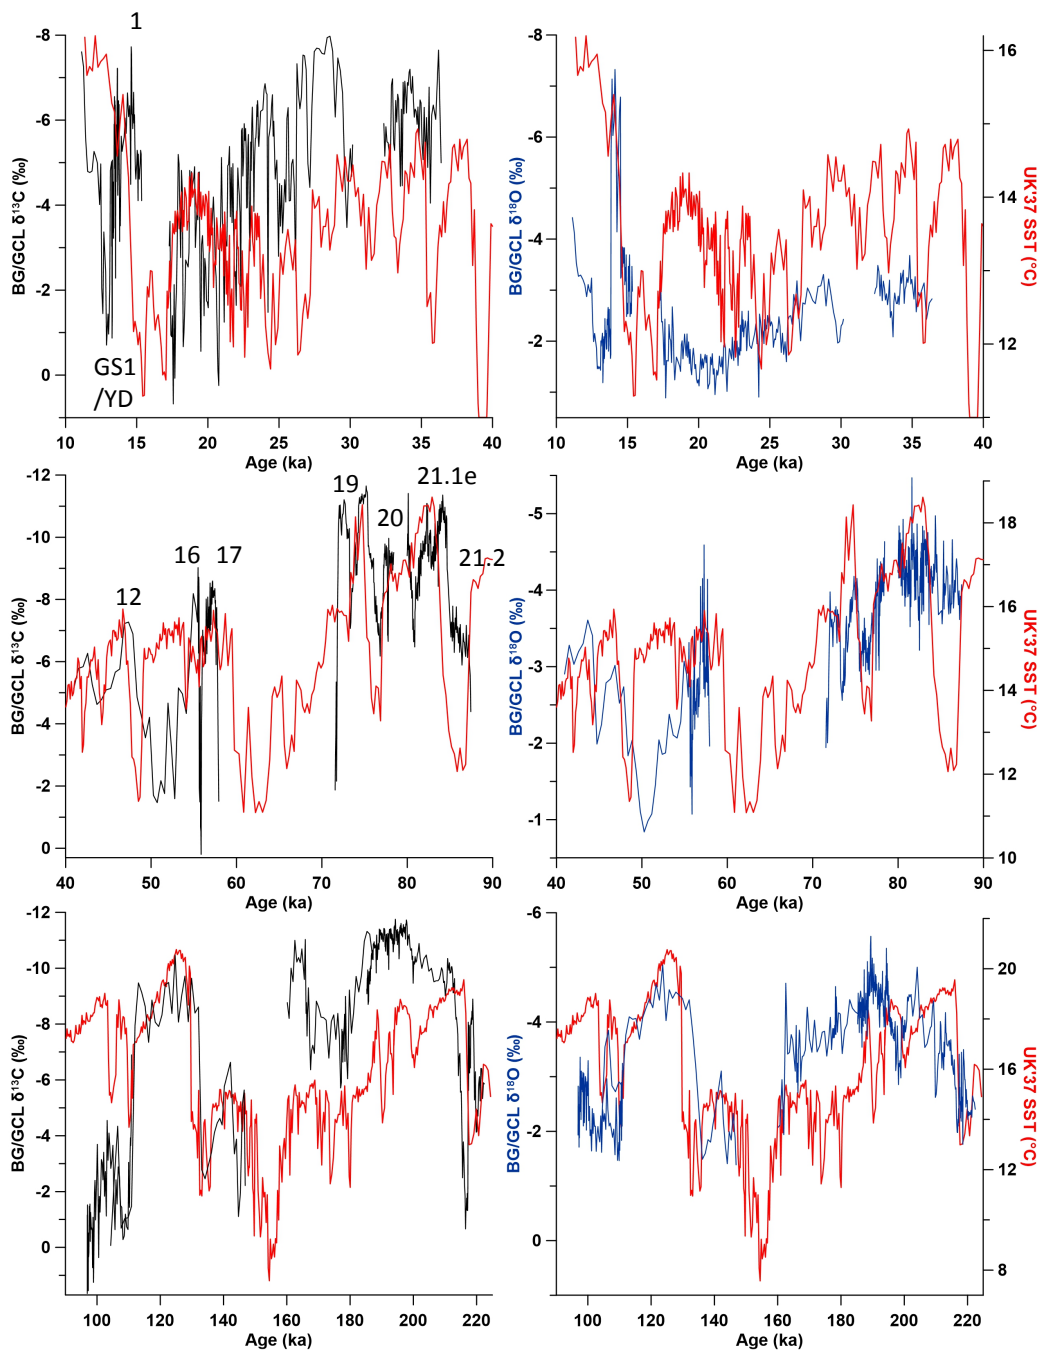 1
-8
-6
-4
-2
0
BG/GCL δ¹³C (‰)
GS1
/YD
10 15 20 25 30 35 40
Age (ka)
-8
-6
-4
-2
BG/GCL δ¹⁸O (‰)
16
14
12
UK'37 SST (°C)
10 15 20 25 30 35 40
Age (ka)
-12
-10
-8
-6
-4
-2
0
BG/GCL δ¹³C (‰)
12
16 17
19
20
21.1e
21.2
40 50 60 70 80 90
Age (ka)
-5
-4
-3
-2
-1
BG/GCL δ¹⁸O (‰)
18
16
14
12
10
UK'37 SST (°C)
40 50 60 70 80 90
Age (ka)
-12
-10
-8
-6
-4
-2
0
BG/GCL δ¹³C (‰)
100 120 140 160 180 200 220
Age (ka)
-6
-4
-2
0
BG/GCL δ¹⁸O (‰)
20
16
12
8
UK'37 SST (°C)
100 120 140 160 180 200 220
Age (ka)